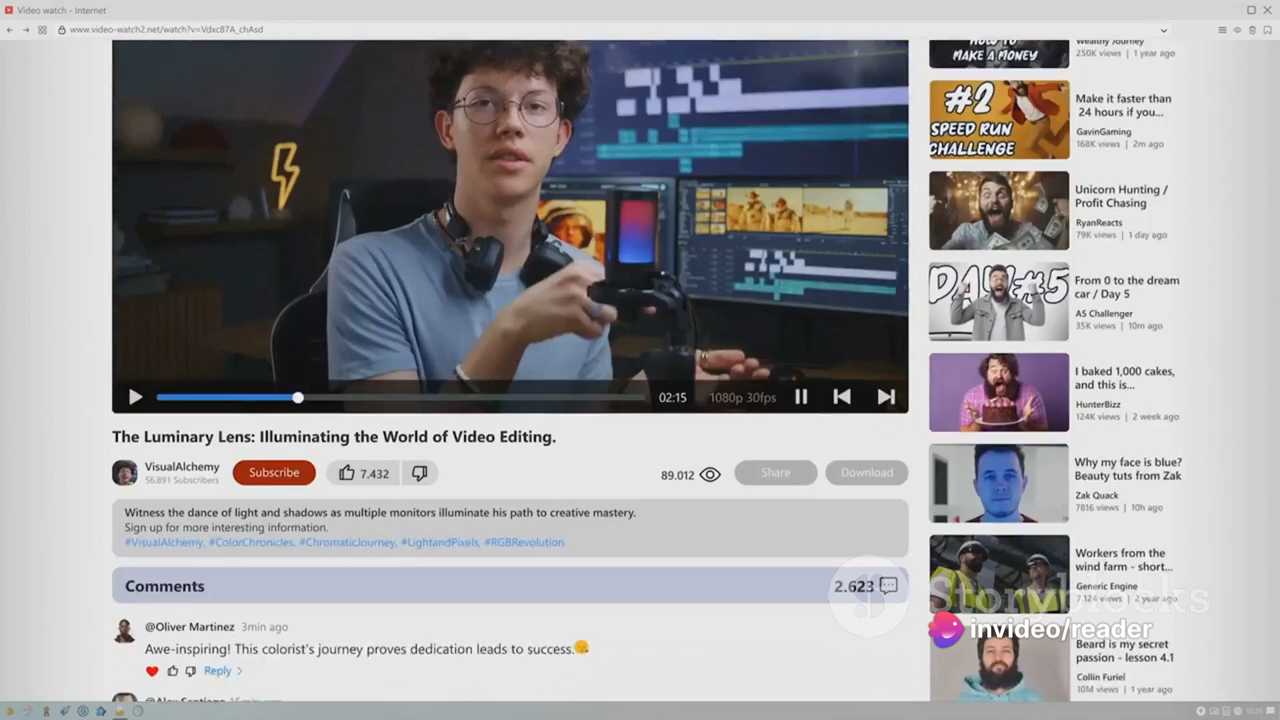 Video.watch - Internet
www.video-watch2.net/watch?v=Vdxc87A_chAsd
02:15
1080p 30fps
The Luminary Lens: Illuminating the World of Video Editing.
VisualAlchemy
56.891 Subscribers
Subscribe
7.432
89.012
Share
Download
Witness the dance of light and shadows as multiple monitors illuminate his path to creative mastery.
Sign up for more interesting information.
#VisualAlchemy, #ColorChronicles, #ChromaticJourney, #LightandPixels, #RGBRevolution
Comments
2.623
@Oliver Martinez 3min ago
Awe-inspiring! This colorist's journey proves dedication leads to success.
Reply
HOW TO
MAKE A MONEY
Wealthy Journey
250K views | 1 year ago
#2
SPEED RUN
CHALLENGE
Make it faster than
24 hours if you...
GavinGaming
168K views | 2m ago
Unicorn Hunting /
Profit Chasing
RyanReacts
79K views | 1 day ago
DAY#5
From 0 to the dream
car / Day 5
A5 Challenger
35K views | 10m ago
I baked 1,000 cakes,
and this is...
HunterBizz
124K views | 2 week ago
Why my face is blue?
Beauty tuts from Zak
Zak Quack
7816 views | 10h ago
Workers from the
wind farm - short...
Generic Engine
7 124 views | 2 year ago
Storyblocks
invideo/reader
Beard is my secret
passion - lesson 4.1
Collin Furiel
10M views | 1 year ago